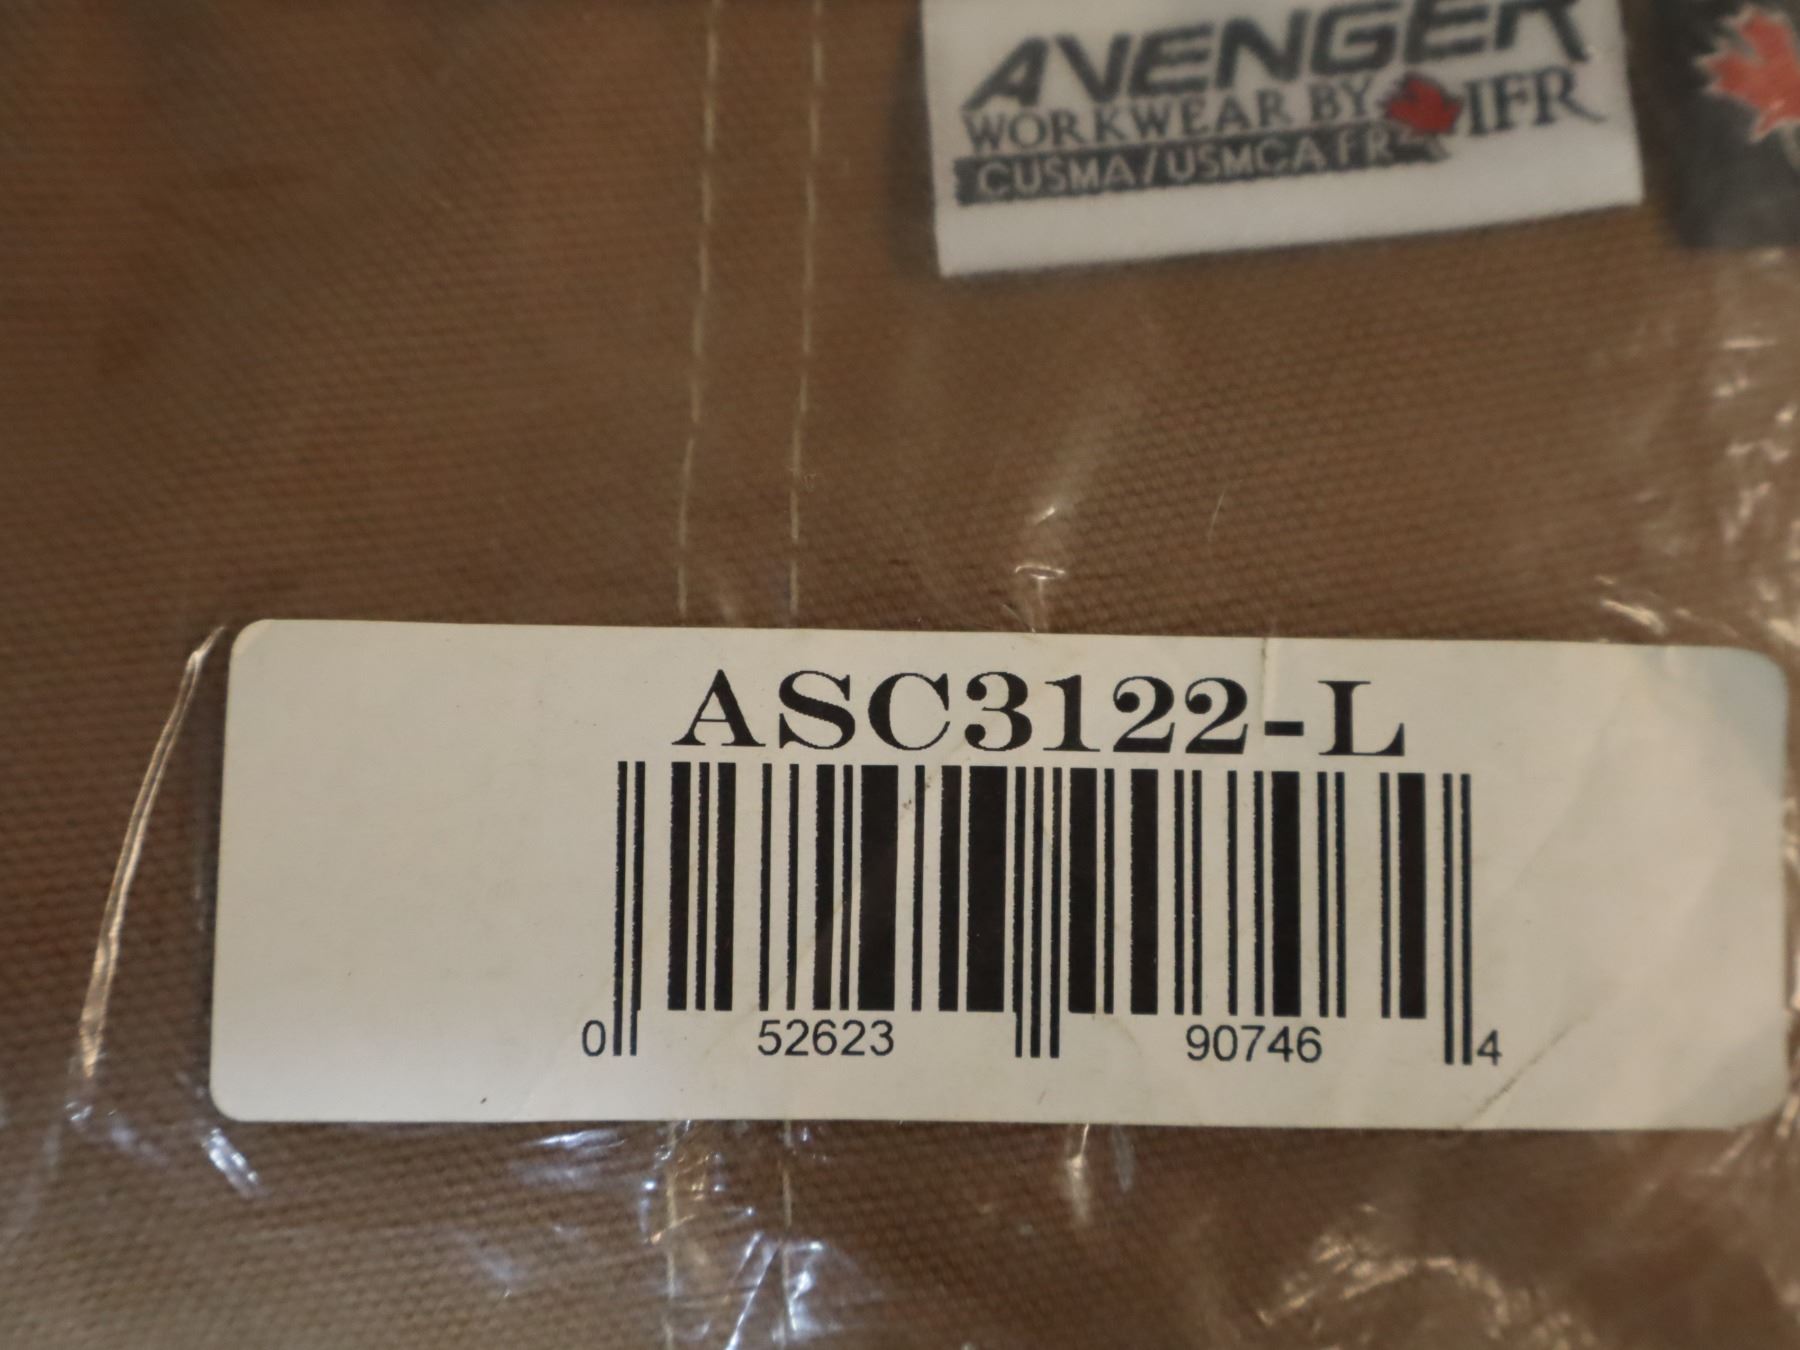 AVENGER
WORKWEAR BY IFR
CUSMA/USMCA FR
ASC3122-L
0 52623 90746 4